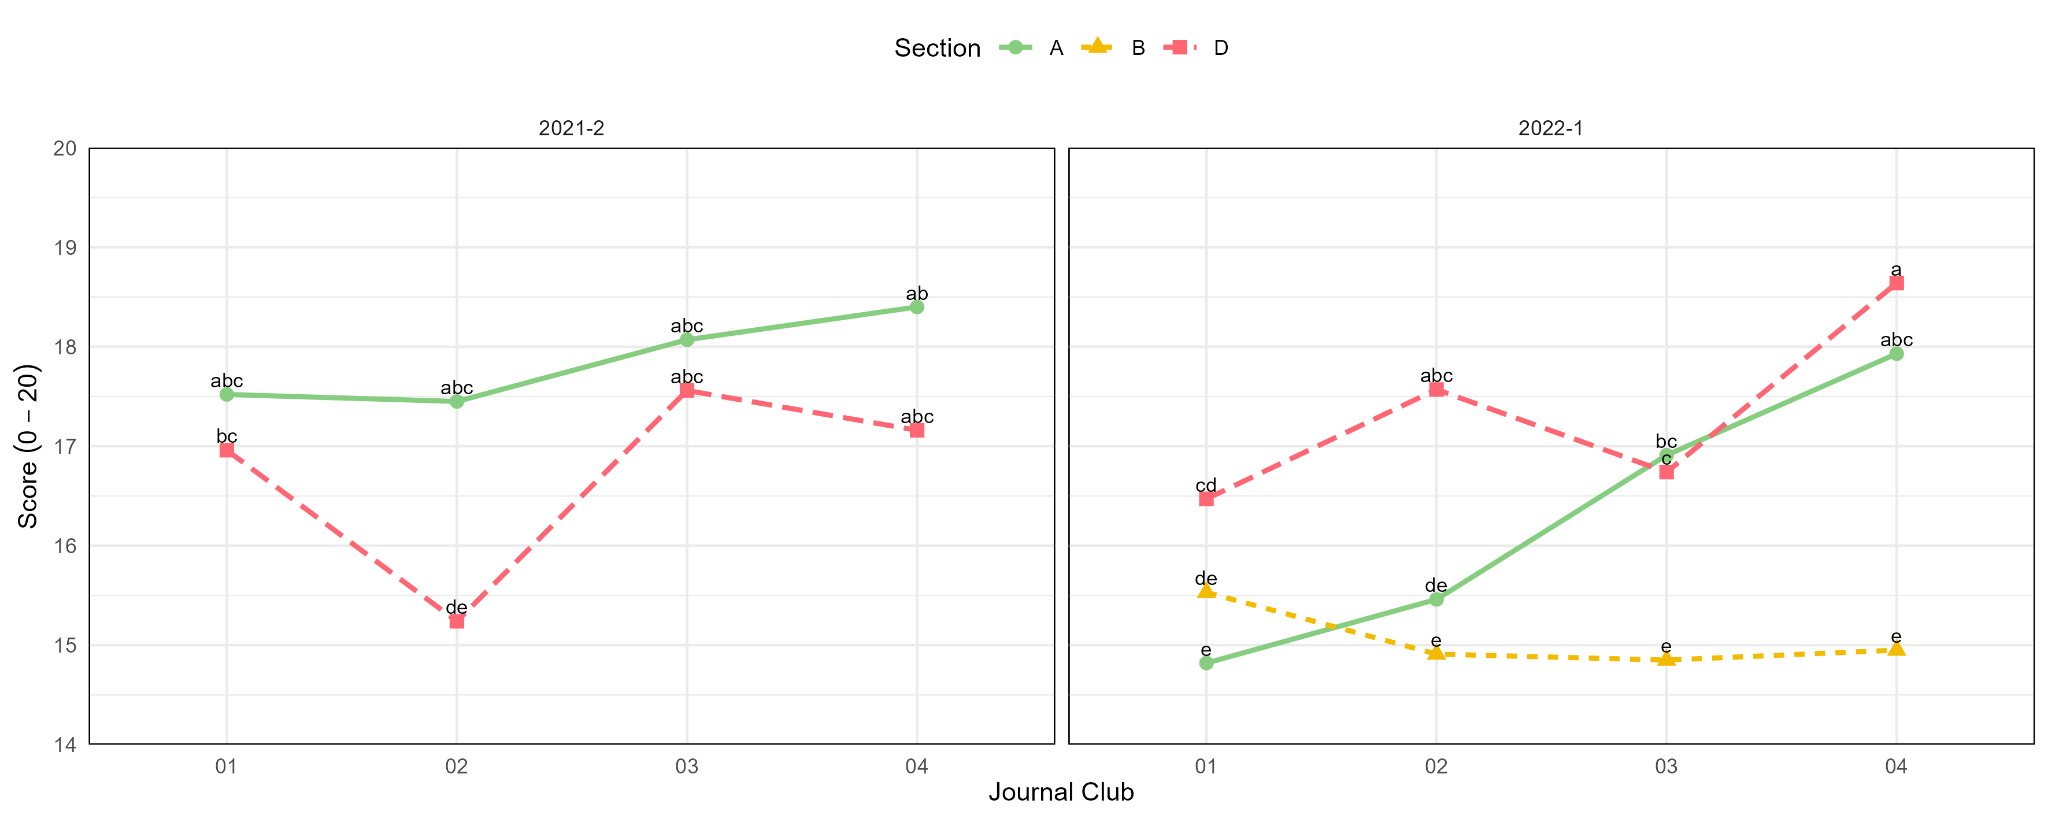 Section A B D
2021-2 2022-1
20
19
18
17
16
15
14
Score (0 – 20)
abc abc abc ab
bc de abc abc
cd abc c a
e de bc abc
de e e e
01 02 03 04 01 02 03 04
Journal Club